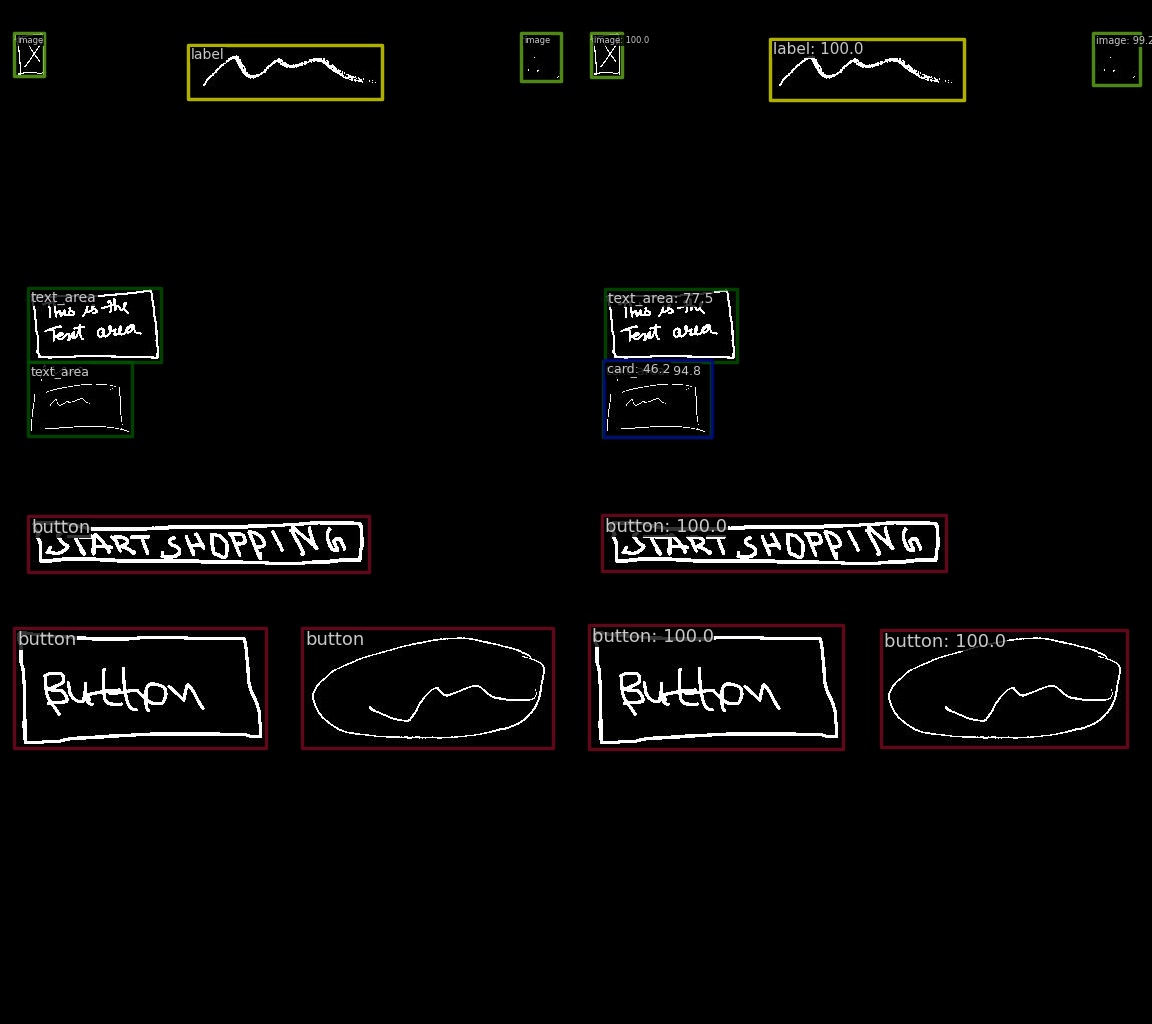 image
label
image
image: 100.0
label: 100.0
image: 99.2
text_area
This is the
Text area
text_area: 77.5
This is the
Text area
text_area
card: 46.2
94.8
button
START SHOPPING
button: 100.0
START SHOPPING
button
Button
button
button: 100.0
Button
button: 100.0